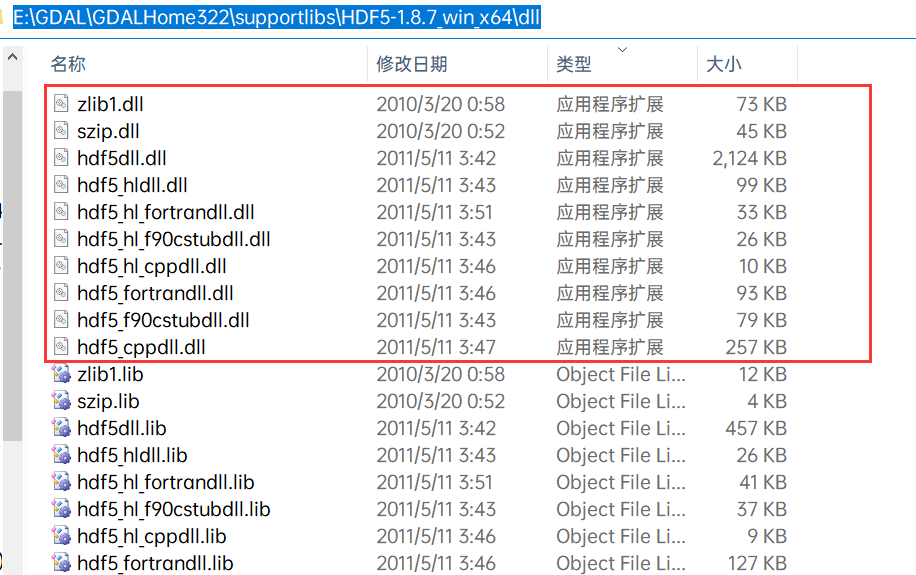 E:\GDAL\GDALHome322\supportlibs\HDF5-1.8.7_win_x64\dll
名称 修改日期 类型 大小
zlib1.dll 2010/3/20 0:58 应用程序扩展 73 KB
szip.dll 2010/3/20 0:52 应用程序扩展 45 KB
hdf5dll.dll 2011/5/11 3:42 应用程序扩展 2,124 KB
hdf5_hldll.dll 2011/5/11 3:43 应用程序扩展 99 KB
hdf5_hl_fortrandll.dll 2011/5/11 3:51 应用程序扩展 33 KB
hdf5_hl_f90cstubdll.dll 2011/5/11 3:43 应用程序扩展 26 KB
hdf5_hl_cppdll.dll 2011/5/11 3:46 应用程序扩展 10 KB
hdf5_fortrandll.dll 2011/5/11 3:46 应用程序扩展 93 KB
hdf5_f90cstubdll.dll 2011/5/11 3:43 应用程序扩展 79 KB
hdf5_cppdll.dll 2011/5/11 3:47 应用程序扩展 257 KB
zlib1.lib 2010/3/20 0:58 Object File Li... 12 KB
szip.lib 2010/3/20 0:52 Object File Li... 4 KB
hdf5dll.lib 2011/5/11 3:42 Object File Li... 457 KB
hdf5_hldll.lib 2011/5/11 3:43 Object File Li... 26 KB
hdf5_hl_fortrandll.lib 2011/5/11 3:51 Object File Li... 41 KB
hdf5_hl_f90cstubdll.lib 2011/5/11 3:43 Object File Li... 37 KB
hdf5_hl_cppdll.lib 2011/5/11 3:46 Object File Li... 9 KB
hdf5_fortrandll.lib 2011/5/11 3:46 Object File Li... 127 KB